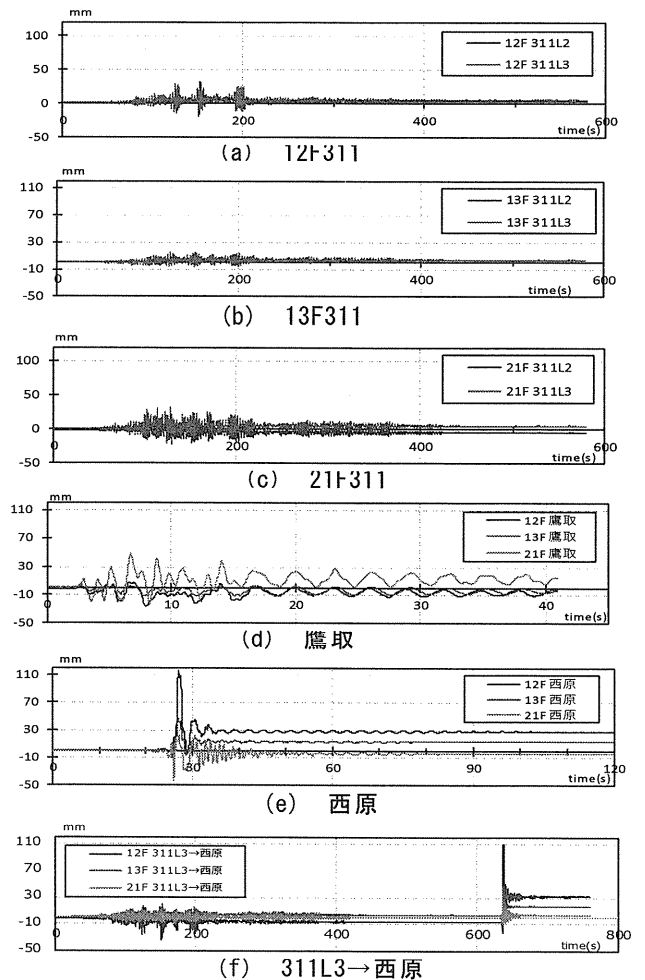 mm
100
50
0
-50
12F 311L2
12F 311L3
0 200 400 600
time(s)
(a) 12F311
mm
110
70
30
-10
-50
13F 311L2
13F 311L3
0 200 400 600
time(s)
(b) 13F311
mm
100
50
0
-50
21F 311L2
21F 311L3
0 200 400 600
time(s)
(c) 21F311
mm
110
70
30
-10
-50
12F 鷹取
13F 鷹取
21F 鷹取
0 10 20 30 40
time(s)
(d) 鷹取
mm
110
70
30
-10
-50
12F 西原
13F 西原
21F 西原
0 30 60 90 120
time(s)
(e) 西原
mm
110
70
30
-10
-50
12F 311L3→西原
13F 311L3→西原
21F 311L3→西原
0 200 400 600 800
time(s)
(f) 311L3→西原